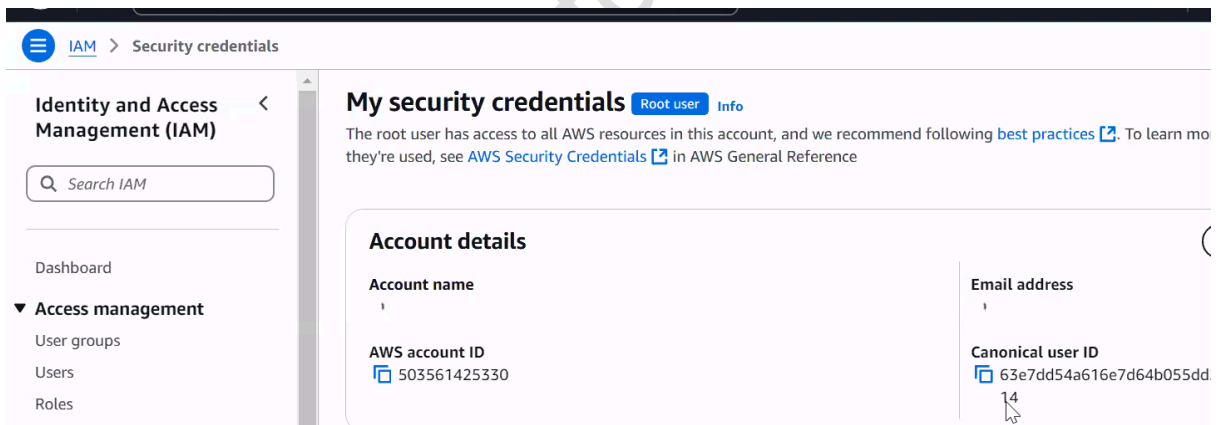 IAM > Security credentials
Identity and Access
Management (IAM)
Search IAM
Dashboard
Access management
User groups
Users
Roles
My security credentials Root user Info
The root user has access to all AWS resources in this account, and we recommend following best practices. To learn mo
they're used, see AWS Security Credentials in AWS General Reference
Account details
Account name
Email address
AWS account ID
503561425330
Canonical user ID
63e7dd54a616e7d64b055dd
14